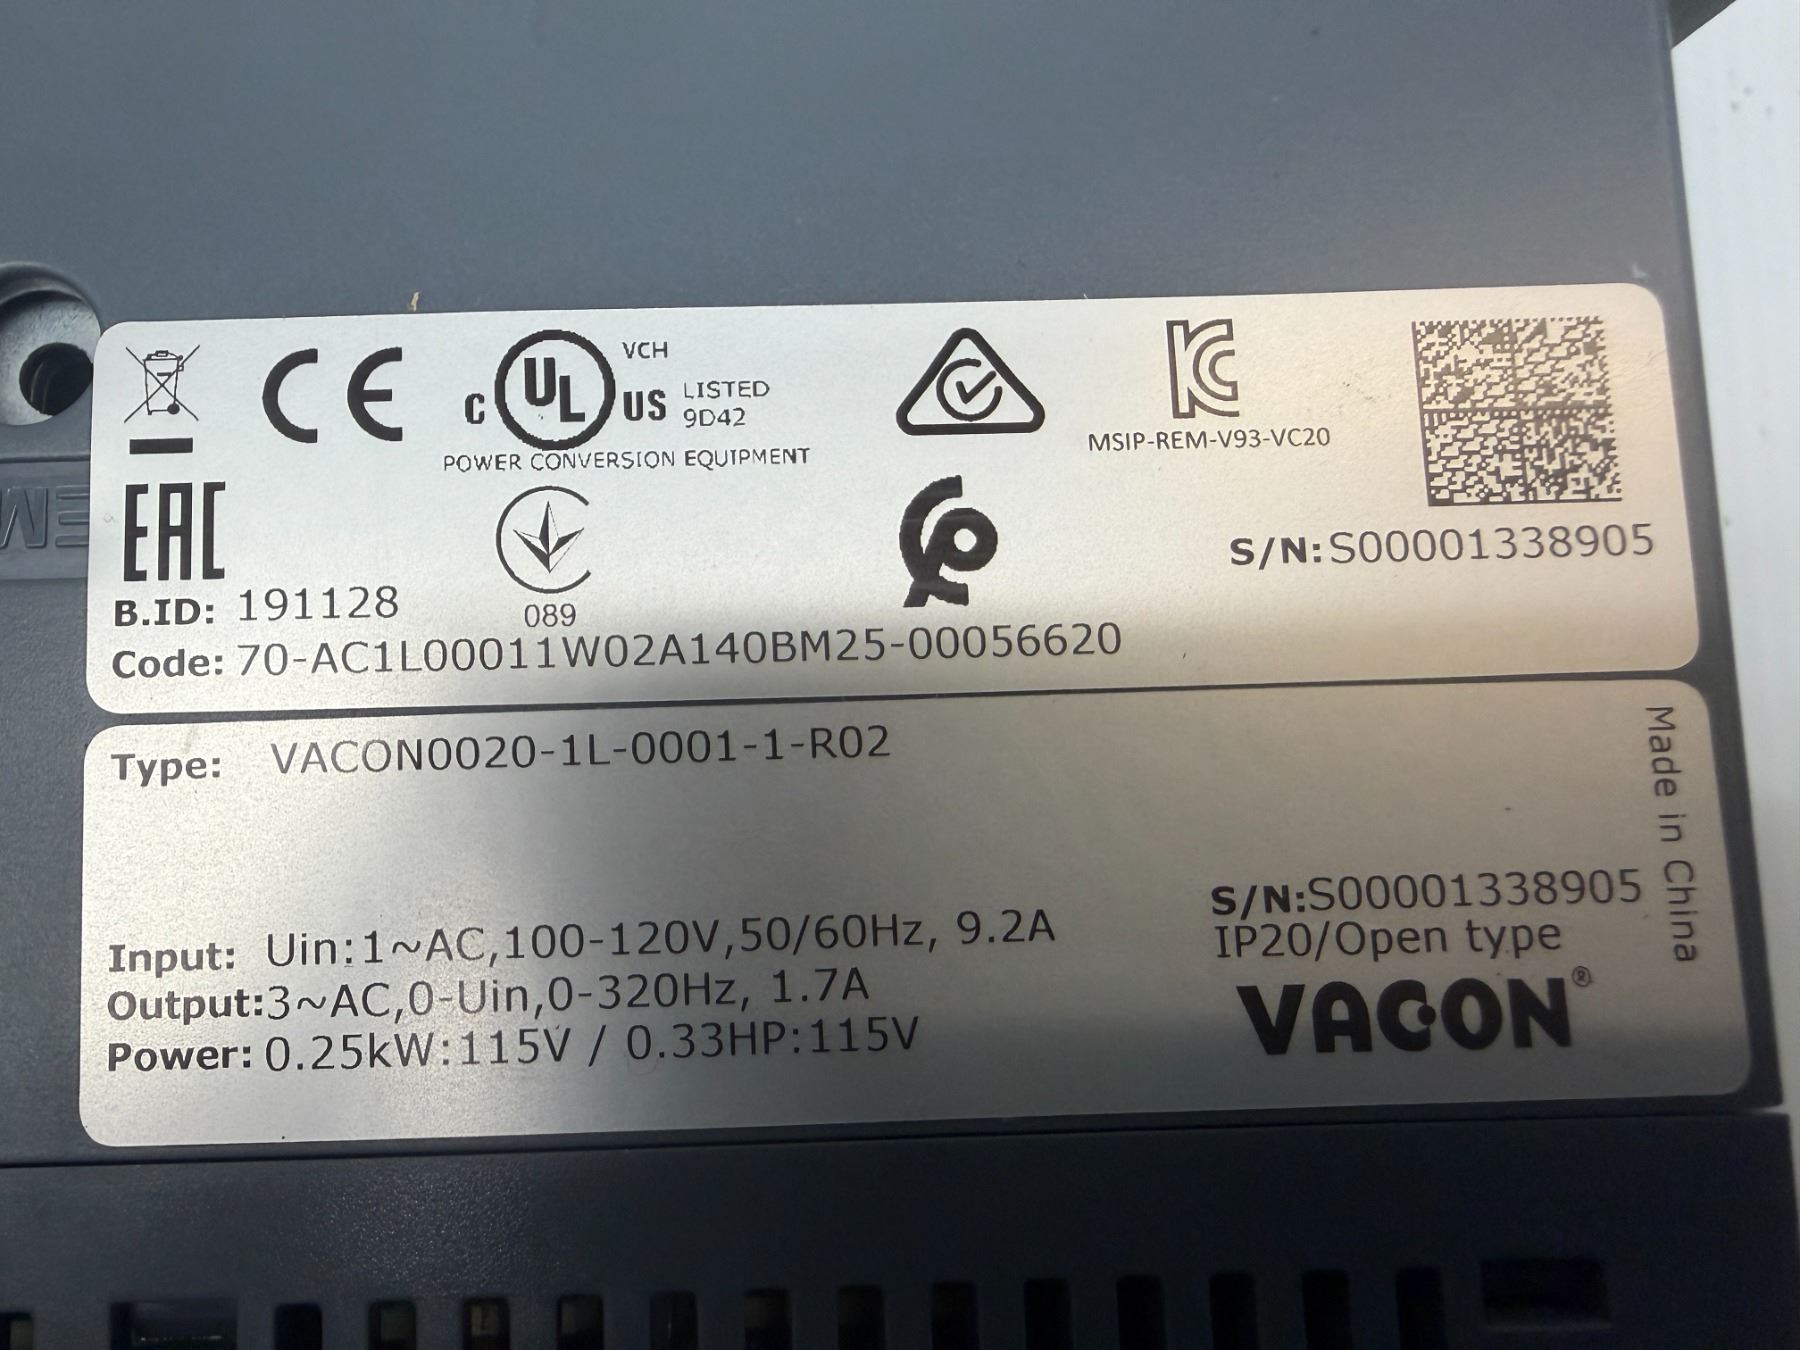 CE
C UL US VCH
LISTED
9D42
POWER CONVERSION EQUIPMENT
KC
MSIP-REM-V93-VC20
EAC
089
S/N:S00001338905
B.ID: 191128
Code: 70-AC1L00011W02A140BM25-00056620
Type: VACON0020-1L-0001-1-R02
Made in China
Input: Uin:1~AC,100-120V,50/60Hz, 9.2A
Output:3~AC,0-Uin,0-320Hz, 1.7A
Power: 0.25kW:115V / 0.33HP:115V
S/N:S00001338905
IP20/Open type
VACON®